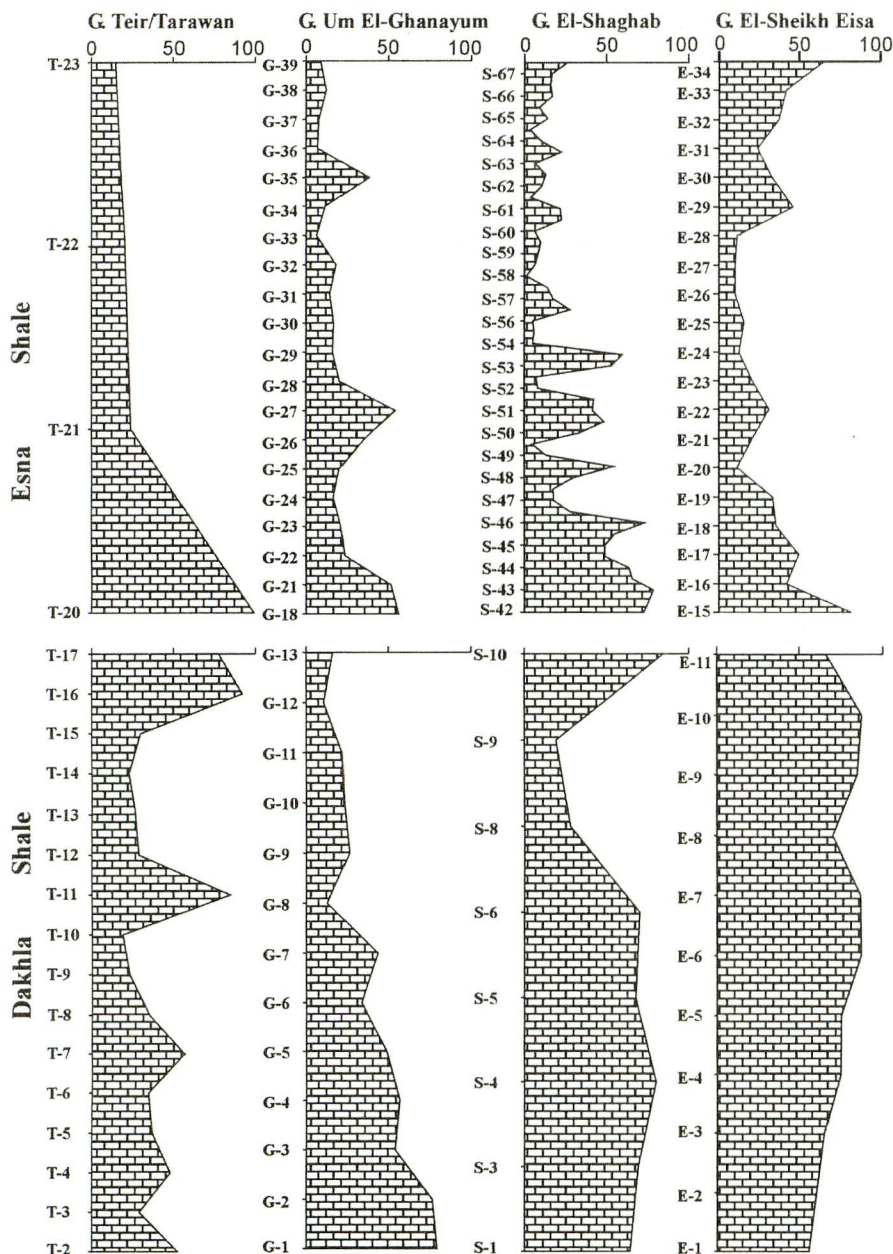 G. Teir/Tarawan G. Um El-Ghanayum G. El-Shaghab G. El-Sheikh Eisa
0 50 100 0 50 100 0 50 100 0 50 100
T-23
T-22
T-21
T-20
G-39
G-38
G-37
G-36
G-35
G-34
G-33
G-32
G-31
G-30
G-29
G-28
G-27
G-26
G-25
G-24
G-23
G-22
G-21
G-18
S-67
S-66
S-65
S-64
S-63
S-62
S-61
S-60
S-59
S-58
S-57
S-56
S-54
S-53
S-52
S-51
S-50
S-49
S-48
S-47
S-46
S-45
S-44
S-43
S-42
E-34
E-33
E-32
E-31
E-30
E-29
E-28
E-27
E-26
E-25
E-24
E-23
E-22
E-21
E-20
E-19
E-18
E-17
E-16
E-15
Esna Shale
T-17
T-16
T-15
T-14
T-13
T-12
T-11
T-10
T-9
T-8
T-7
T-6
T-5
T-4
T-3
T-2
G-13
G-12
G-11
G-10
G-9
G-8
G-7
G-6
G-5
G-4
G-3
G-2
G-1
S-10
S-9
S-8
S-6
S-5
S-4
S-3
S-1
E-11
E-10
E-9
E-8
E-7
E-6
E-5
E-4
E-3
E-2
E-1
Dakhla Shale